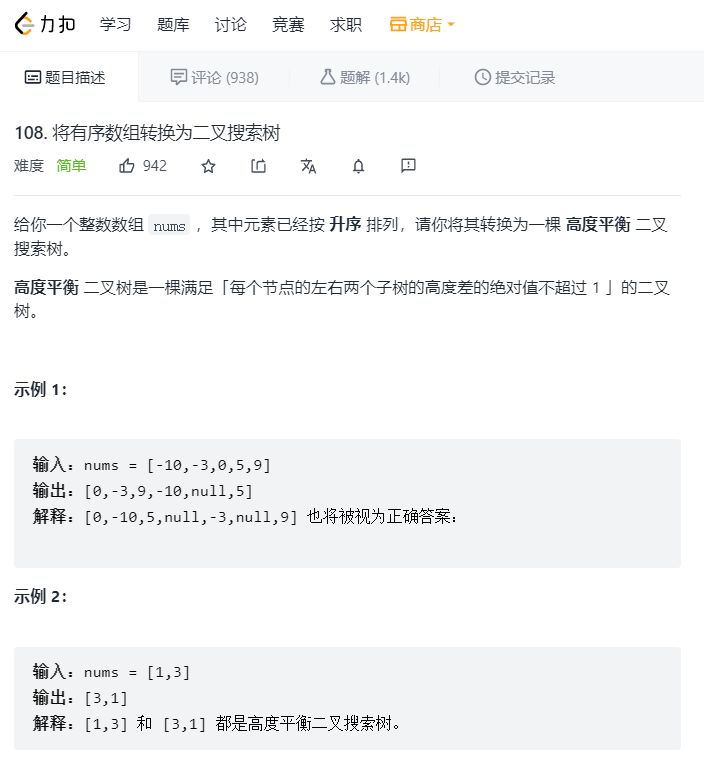 力扣 学习 题库 讨论 竞赛 求职 商店
题目描述 评论 (938) 题解 (1.4k) 提交记录
108. 将有序数组转换为二叉搜索树
难度 简单 942
给你一个整数数组 nums ，其中元素已经按 升序 排列，请你将其转换为一棵 高度平衡 二叉
搜索树。
高度平衡 二叉树是一棵满足「每个节点的左右两个子树的高度差的绝对值不超过 1 」的二叉
树。
示例 1：
输入：nums = [-10,-3,0,5,9]
输出：[0,-3,9,-10,null,5]
解释：[0,-10,5,null,-3,null,9] 也将被视为正确答案：
示例 2：
输入：nums = [1,3]
输出：[3,1]
解释：[1,3] 和 [3,1] 都是高度平衡二叉搜索树。